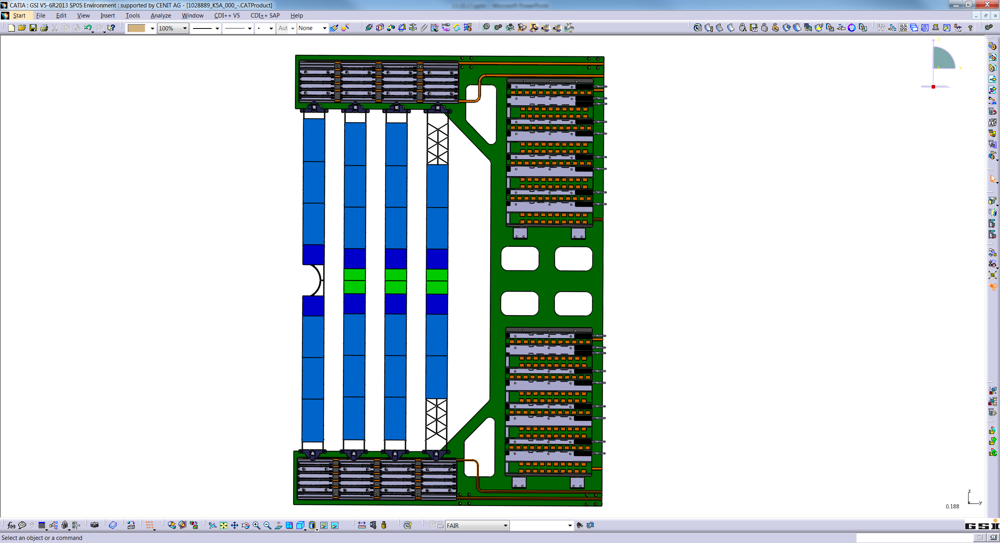 CATIA : GSI V5-6R2013 SP05 Environment : supported by CENIT AG - [1028889_K5A_000_-.CATProduct]
Start File Edit View Insert Tools Analyze Window CDI++ V5 CDI±+ SAP Help
100% Aut None
z
y
x
z
x y
0,188
FAIR
GSI
Select an object or a command